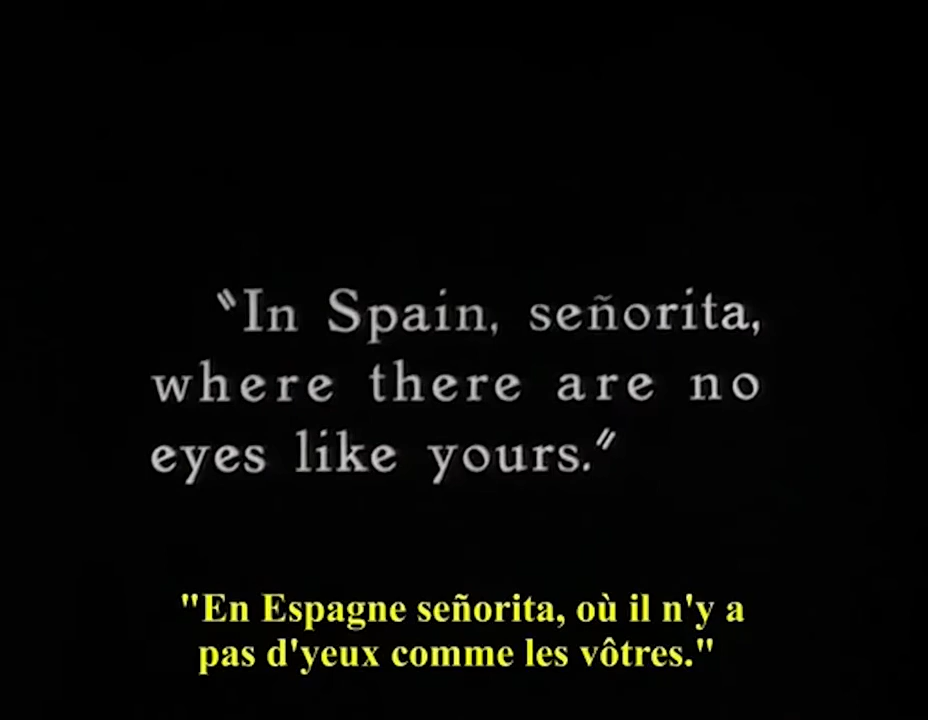 "In Spain, señorita,
where there are no
eyes like yours."
"En Espagne señorita, où il n'y a
pas d'yeux comme les vôtres."